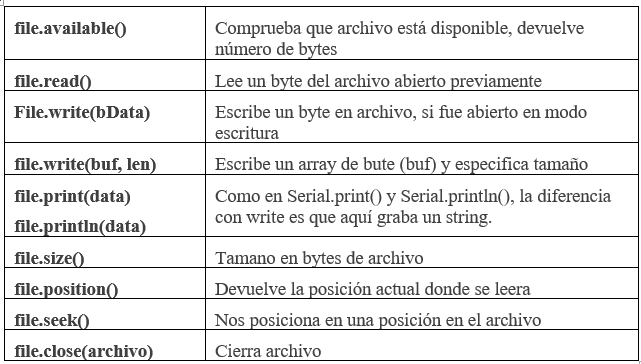 file.available()
Comprueba que archivo está disponible, devuelve
número de bytes
file.read()
Lee un byte del archivo abierto previamente
File.write(bData)
Escribe un byte en archivo, si fue abierto en modo
escritura
file.write(buf, len)
Escribe un array de bute (buf) y especifica tamaño
file.print(data)
file.println(data)
Como en Serial.print() y Serial.println(), la diferencia
con write es que aquí graba un string.
file.size()
Tamano en bytes de archivo
file.position()
Devuelve la posición actual donde se leera
file.seek()
Nos posiciona en una posición en el archivo
file.close(archivo)
Cierra archivo